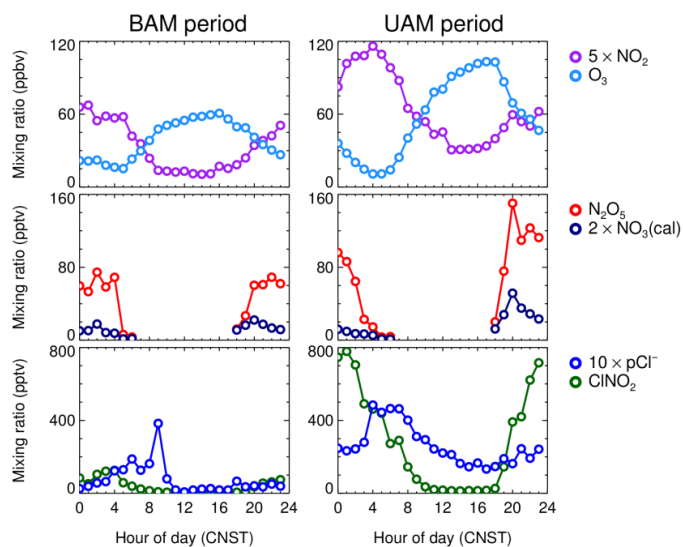 BAM period
UAM period
Mixing ratio (ppbv)
120
60
0
120
60
0
5 × NO₂
O₃
Mixing ratio (pptv)
160
80
0
160
80
0
N₂O₅
2 × NO₃(cal)
Mixing ratio (pptv)
800
400
0
800
400
0
10 × pCl⁻
ClNO₂
0 4 8 12 16 20 24
0 4 8 12 16 20 24
Hour of day (CNST)
Hour of day (CNST)